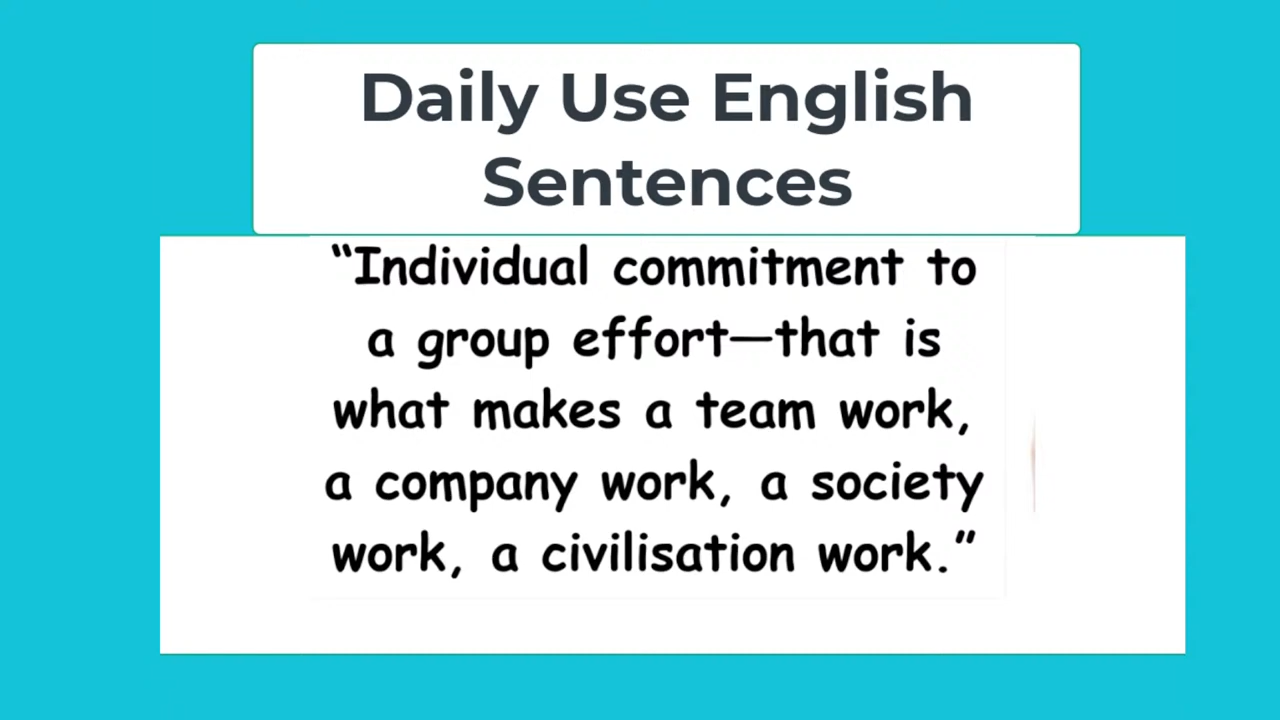 Daily Use English
Sentences
“Individual commitment to
a group effort—that is
what makes a team work,
a company work, a society
work, a civilisation work.”